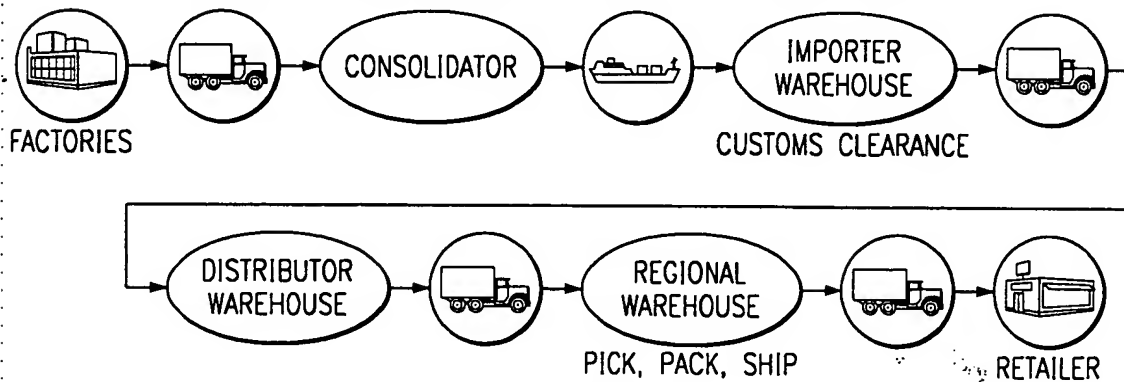 CONSOLIDATOR
IMPORTER
WAREHOUSE
FACTORIES
CUSTOMS CLEARANCE
DISTRIBUTOR
WAREHOUSE
REGIONAL
WAREHOUSE
PICK, PACK, SHIP
RETAILER